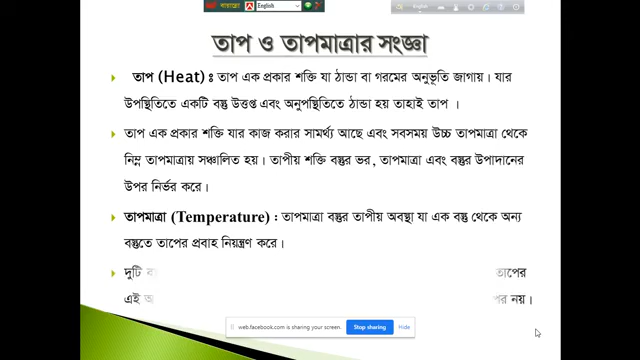 English
English
তাপ ও তাপমাত্রার সংজ্ঞা
তাপ (Heat) : তাপ এক প্রকার শক্তি যা ঠান্ডা বা গরমের অনুভূতি জাগায়। যার
উপস্থিতিতে একটি বস্তু উত্তপ্ত এবং অনুপস্থিতিতে ঠান্ডা হয় তাহাই তাপ ।
তাপ এক প্রকার শক্তি যার কাজ করার সামর্থ্য আছে এবং সবসময় উচ্চ তাপমাত্রা থেকে
নিম্ন তাপমাত্রায় সঞ্চালিত হয়। তাপীয় শক্তি বস্তুর ভর, তাপমাত্রা এবং বস্তুর উপাদানের
উপর নির্ভর করে।
তাপমাত্রা (Temperature) : তাপমাত্রা বস্তুর তাপীয় অবস্থা যা এক বস্তু থেকে অন্য
বস্তুতে তাপের প্রবাহ নিয়ন্ত্রণ করে।
দুটি তাপের
এই নয়।
web.facebook.com is sharing your screen. Stop sharing Hide